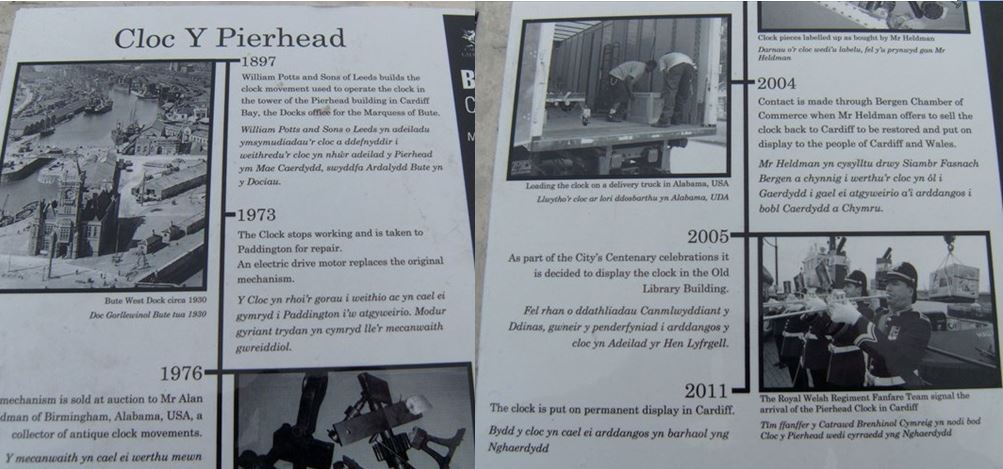 Cloc Y Pierhead
1897
William Potts and Sons of Leeds builds the
clock movement used to operate the clock in
the tower of the Pierhead building in Cardiff
Bay, the Docks office for the Marquess of Bute.
William Potts and Sons o Leeds yn adeiladu
ymsymudiadau'r cloc a ddefnyddir i
weithredu'r cloc yn nhŵr adeilad y Pierhead
ym Mae Caerdydd, swyddfa Ardalydd Bute yn
y Dociau.
Bute West Dock circa 1930
Doc Gorllewinol Bute tua 1930
1973
The Clock stops working and is taken to
Paddington for repair.
An electric drive motor replaces the original
mechanism.
Y Cloc yn rhoi'r gorau i weithio ac yn cael ei
gymryd i Paddington i'w atgyweirio. Modur
gyriant trydan yn cymryd lle'r mecanwaith
gwreiddiol.
1976
mechanism is sold at auction to Mr Alan
dman of Birmingham, Alabama, USA, a
collector of antique clock movements.
Y mecanwaith yn cael ei werthu mewn
Clock pieces labelled up as bought by Mr Heldman
Darnau o'r cloc wedi'u labelu, fel y'u prynwyd gan Mr
Heldman
Loading the clock on a delivery truck in Alabama, USA
Llwytho'r cloc ar lori ddosbarthu yn Alabama, UDA
2004
Contact is made through Bergen Chamber of
Commerce when Mr Heldman offers to sell the
clock back to Cardiff to be restored and put on
display to the people of Cardiff and Wales.
Mr Heldman yn cysylltu drwy Siambr Fasnach
Bergen a chynnig i werthu'r cloc yn ôl i
Gaerdydd i gael ei atgyweirio a'i arddangos i
bobl Caerdydd a Chymru.
2005
As part of the City's Centenary celebrations it
is decided to display the clock in the Old
Library Building.
Fel rhan o ddathliadau Canmlwyddiant y
Ddinas, gwneir y penderfyniad i arddangos y
cloc yn Adeilad yr Hen Lyfrgell.
The Royal Welsh Regiment Fanfare Team signal the
arrival of the Pierhead Clock in Cardiff
Tîm ffanffer y Catrawd Brenhinol Cymreig yn nodi bod
Cloc y Pierhead wedi cyrraedd yng Nghaerdydd
2011
The clock is put on permanent display in Cardiff.
Bydd y cloc yn cael ei arddangos yn barhaol yng
Nghaerdydd